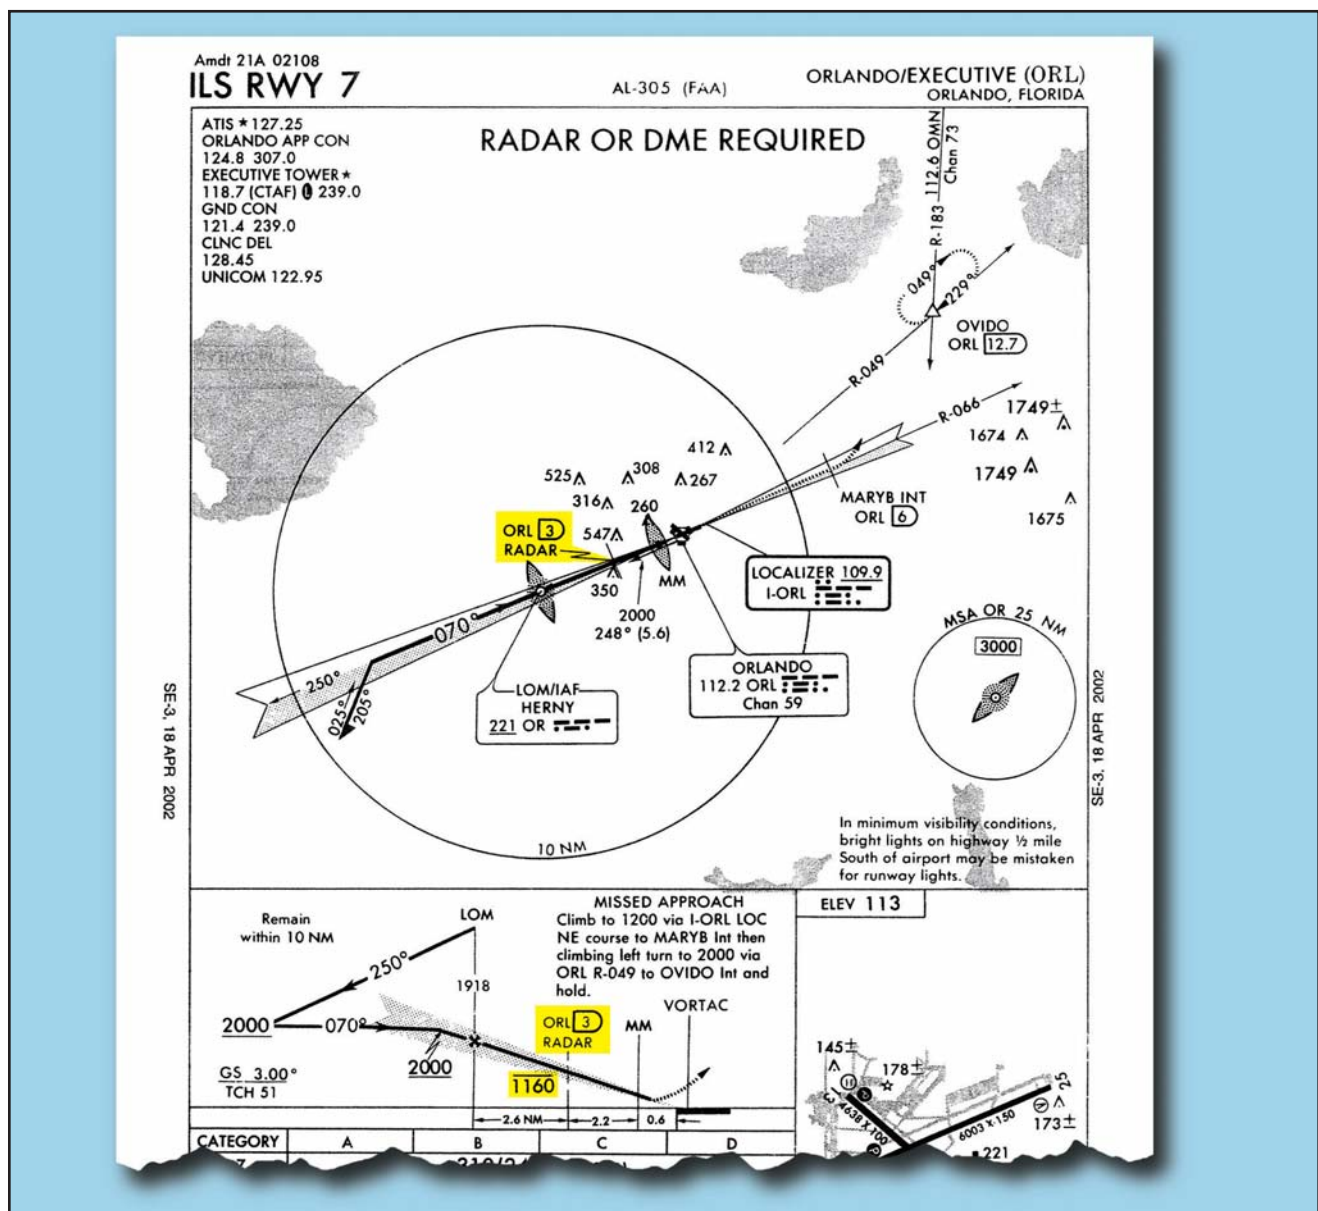 Amdt 21A 02108
ILS RWY 7
AL-305 (FAA)
ORLANDO/EXECUTIVE (ORL)
ORLANDO, FLORIDA
ATIS ★ 127.25
ORLANDO APP CON
124.8 307.0
EXECUTIVE TOWER★
118.7 (CTAF) Ⓛ 239.0
GND CON
121.4 239.0
CLNC DEL
128.45
UNICOM 122.95
RADAR OR DME REQUIRED
R-183 112.6 OMN
Chan 73
049°
229°
OVIDO
ORL 12.7
R-049
R-066
1749±
1674
1749
1675
412
525
308
267
316
260
MARYB INT
ORL 6
ORL 3
RADAR
547
350
MM
2000
248° (5.6)
LOCALIZER 109.9
I-ORL
070°
250°
025°
205°
LOM/IAF
HERNY
221 OR
ORLANDO
112.2 ORL
Chan 59
MSA OR 25 NM
3000
10 NM
SE-3, 18 APR 2002
SE-3, 18 APR 2002
In minimum visibility conditions,
bright lights on highway ½ mile
South of airport may be mistaken
for runway lights.
Remain
within 10 NM
LOM
250°
1918
2000
070°
2000
GS 3.00°
TCH 51
MISSED APPROACH
Climb to 1200 via I-ORL LOC
NE course to MARYB Int then
climbing left turn to 2000 via
ORL R-049 to OVIDO Int and
hold.
ORL 3
RADAR
MM
VORTAC
1160
2.6 NM
2.2
0.6
CATEGORY A B C D
ELEV 113
145±
178±
4638 X 100
6003 X 150
25
173±
221